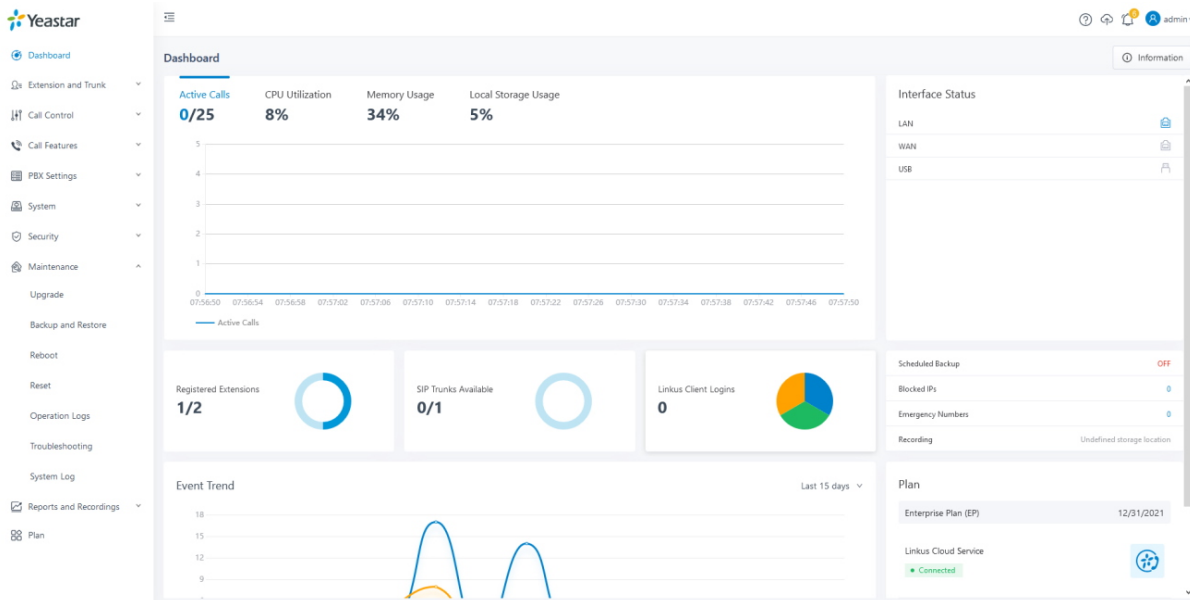 Yeastar
6
admin
Dashboard
Extension and Trunk
Call Control
Call Features
PBX Settings
System
Security
Maintenance
Upgrade
Backup and Restore
Reboot
Reset
Operation Logs
Troubleshooting
System Log
Reports and Recordings
Plan
Dashboard
Information
Active Calls
0/25
CPU Utilization
8%
Memory Usage
34%
Local Storage Usage
5%
5
4
3
2
1
0
07:56:50 07:56:54 07:56:58 07:57:02 07:57:06 07:57:10 07:57:14 07:57:18 07:57:22 07:57:26 07:57:30 07:57:34 07:57:38 07:57:42 07:57:46 07:57:50
Active Calls
Interface Status
LAN
WAN
USB
Registered Extensions
1/2
SIP Trunks Available
0/1
Linkus Client Logins
0
Scheduled Backup OFF
Blocked IPs 0
Emergency Numbers 0
Recording Undefined storage location
Event Trend
Last 15 days
18
15
12
9
Plan
Enterprise Plan (EP) 12/31/2021
Linkus Cloud Service
Connected